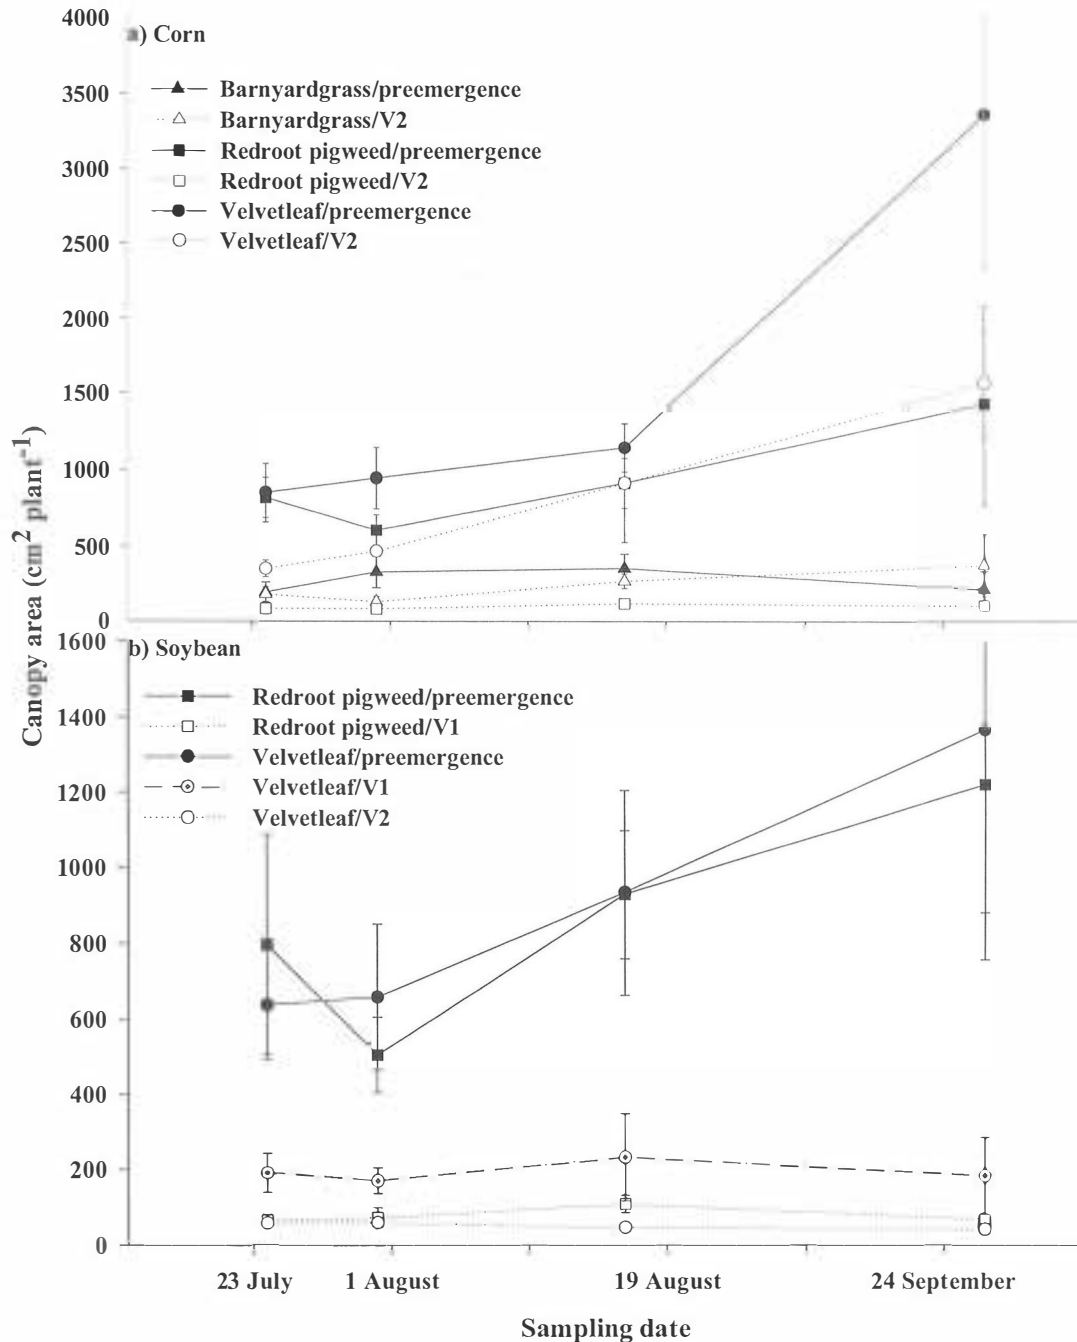 4000
a) Corn
3500
Barnyardgrass/preemergence
Barnyardgrass/V2
Redroot pigweed/preemergence
3000
Redroot pigweed/V2
Velvetleaf/preemergence
2500
Velvetleaf/V2
2000
1500
1000
500
0
Canopy area (cm² plant⁻¹)
1600
b) Soybean
Redroot pigweed/preemergence
1400
Redroot pigweed/V1
Velvetleaf/preemergence
1200
Velvetleaf/V1
Velvetleaf/V2
1000
800
600
400
200
0
23 July 1 August 19 August 24 September
Sampling date